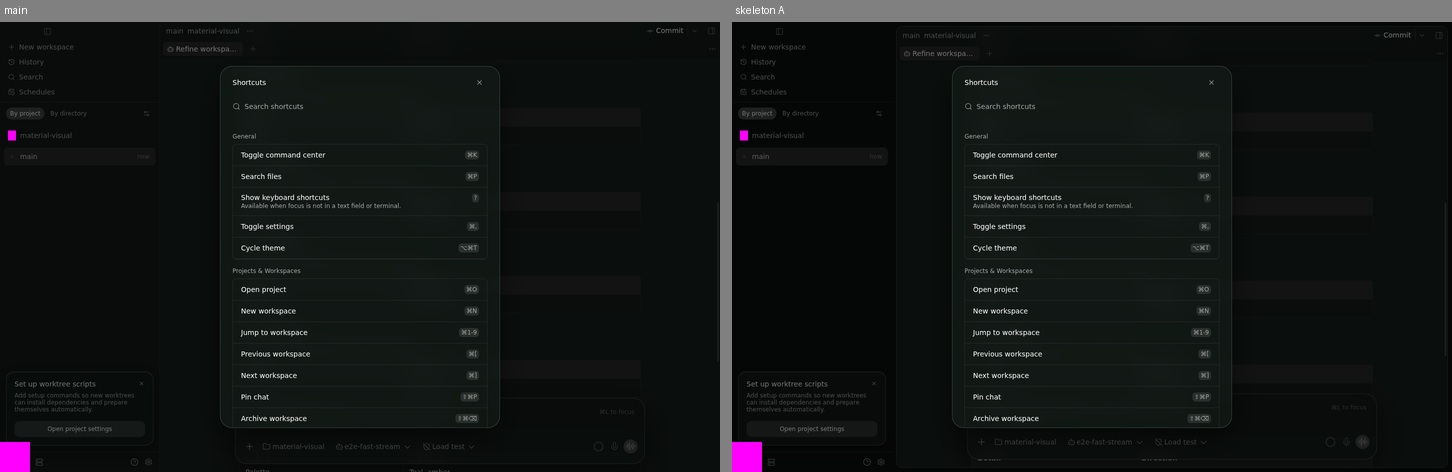 main
main material-visual ...
Commit
New workspace
Refine workspa...
History
Search
Schedules
By project
By directory
material-visual
main
now
Shortcuts
Search shortcuts
General
Toggle command center ⌘K
Search files ⌘P
Show keyboard shortcuts ?
Available when focus is not in a text field or terminal.
Toggle settings ⌘,
Cycle theme ⌥⌘T
Projects & Workspaces
Open project ⌘O
New workspace ⌘N
Jump to workspace ⌘1-9
Previous workspace ⌘[
Next workspace ⌘]
Pin chat ⇧⌘P
Archive workspace ⇧⌘⌫
Set up worktree scripts
Add setup commands so new worktrees
can install dependencies and prepare
themselves automatically.
Open project settings
⌘L to focus
material-visual
e2e-fast-stream
Load test
skeleton A
main material-visual ...
Commit
New workspace
Refine workspa...
History
Search
Schedules
By project
By directory
material-visual
main
now
Shortcuts
Search shortcuts
General
Toggle command center ⌘K
Search files ⌘P
Show keyboard shortcuts ?
Available when focus is not in a text field or terminal.
Toggle settings ⌘,
Cycle theme ⌥⌘T
Projects & Workspaces
Open project ⌘O
New workspace ⌘N
Jump to workspace ⌘1-9
Previous workspace ⌘[
Next workspace ⌘]
Pin chat ⇧⌘P
Archive workspace ⇧⌘⌫
Set up worktree scripts
Add setup commands so new worktrees
can install dependencies and prepare
themselves automatically.
Open project settings
⌘L to focus
material-visual
e2e-fast-stream
Load test